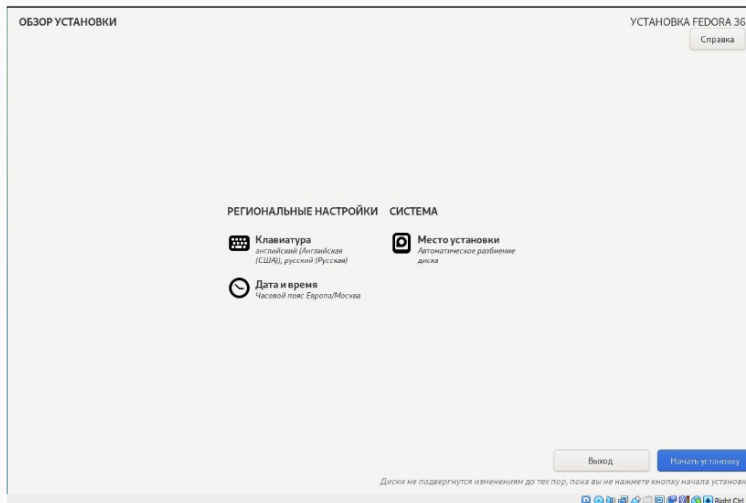 ОБЗОР УСТАНОВКИ
УСТАНОВКА FEDORA 36
Справка
РЕГИОНАЛЬНЫЕ НАСТРОЙКИ
СИСТЕМА
Клавиатура
английский (Английская
(США)), русский (Русская)
Место установки
Автоматическое разбиение
диска
Дата и время
Часовой пояс Европа/Москва
Выход
Начать установку
Диски не подвергнутся изменениям до тех пор, пока вы не нажмете кнопку начала установк
Right Ctrl